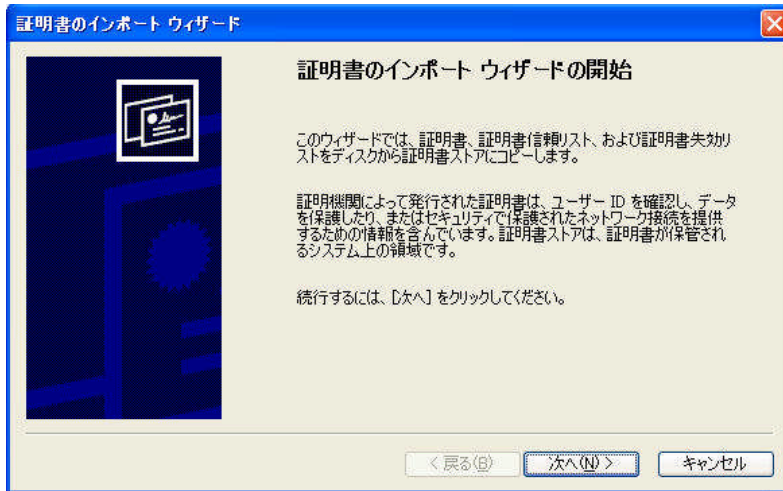 証明書のインポート ウィザード
証明書のインポート ウィザードの開始
このウィザードでは、証明書、証明書信頼リスト、および証明書失効リ
ストをディスクから証明書ストアにコピーします。
証明機関によって発行された証明書は、ユーザー ID を確認し、データ
を保護したり、またはセキュリティで保護されたネットワーク接続を提供
するための情報を含んでいます。証明書ストアは、証明書が保管され
るシステム上の領域です。
続行するには、[次へ] をクリックしてください。
< 戻る(B) 次へ(N) > キャンセル